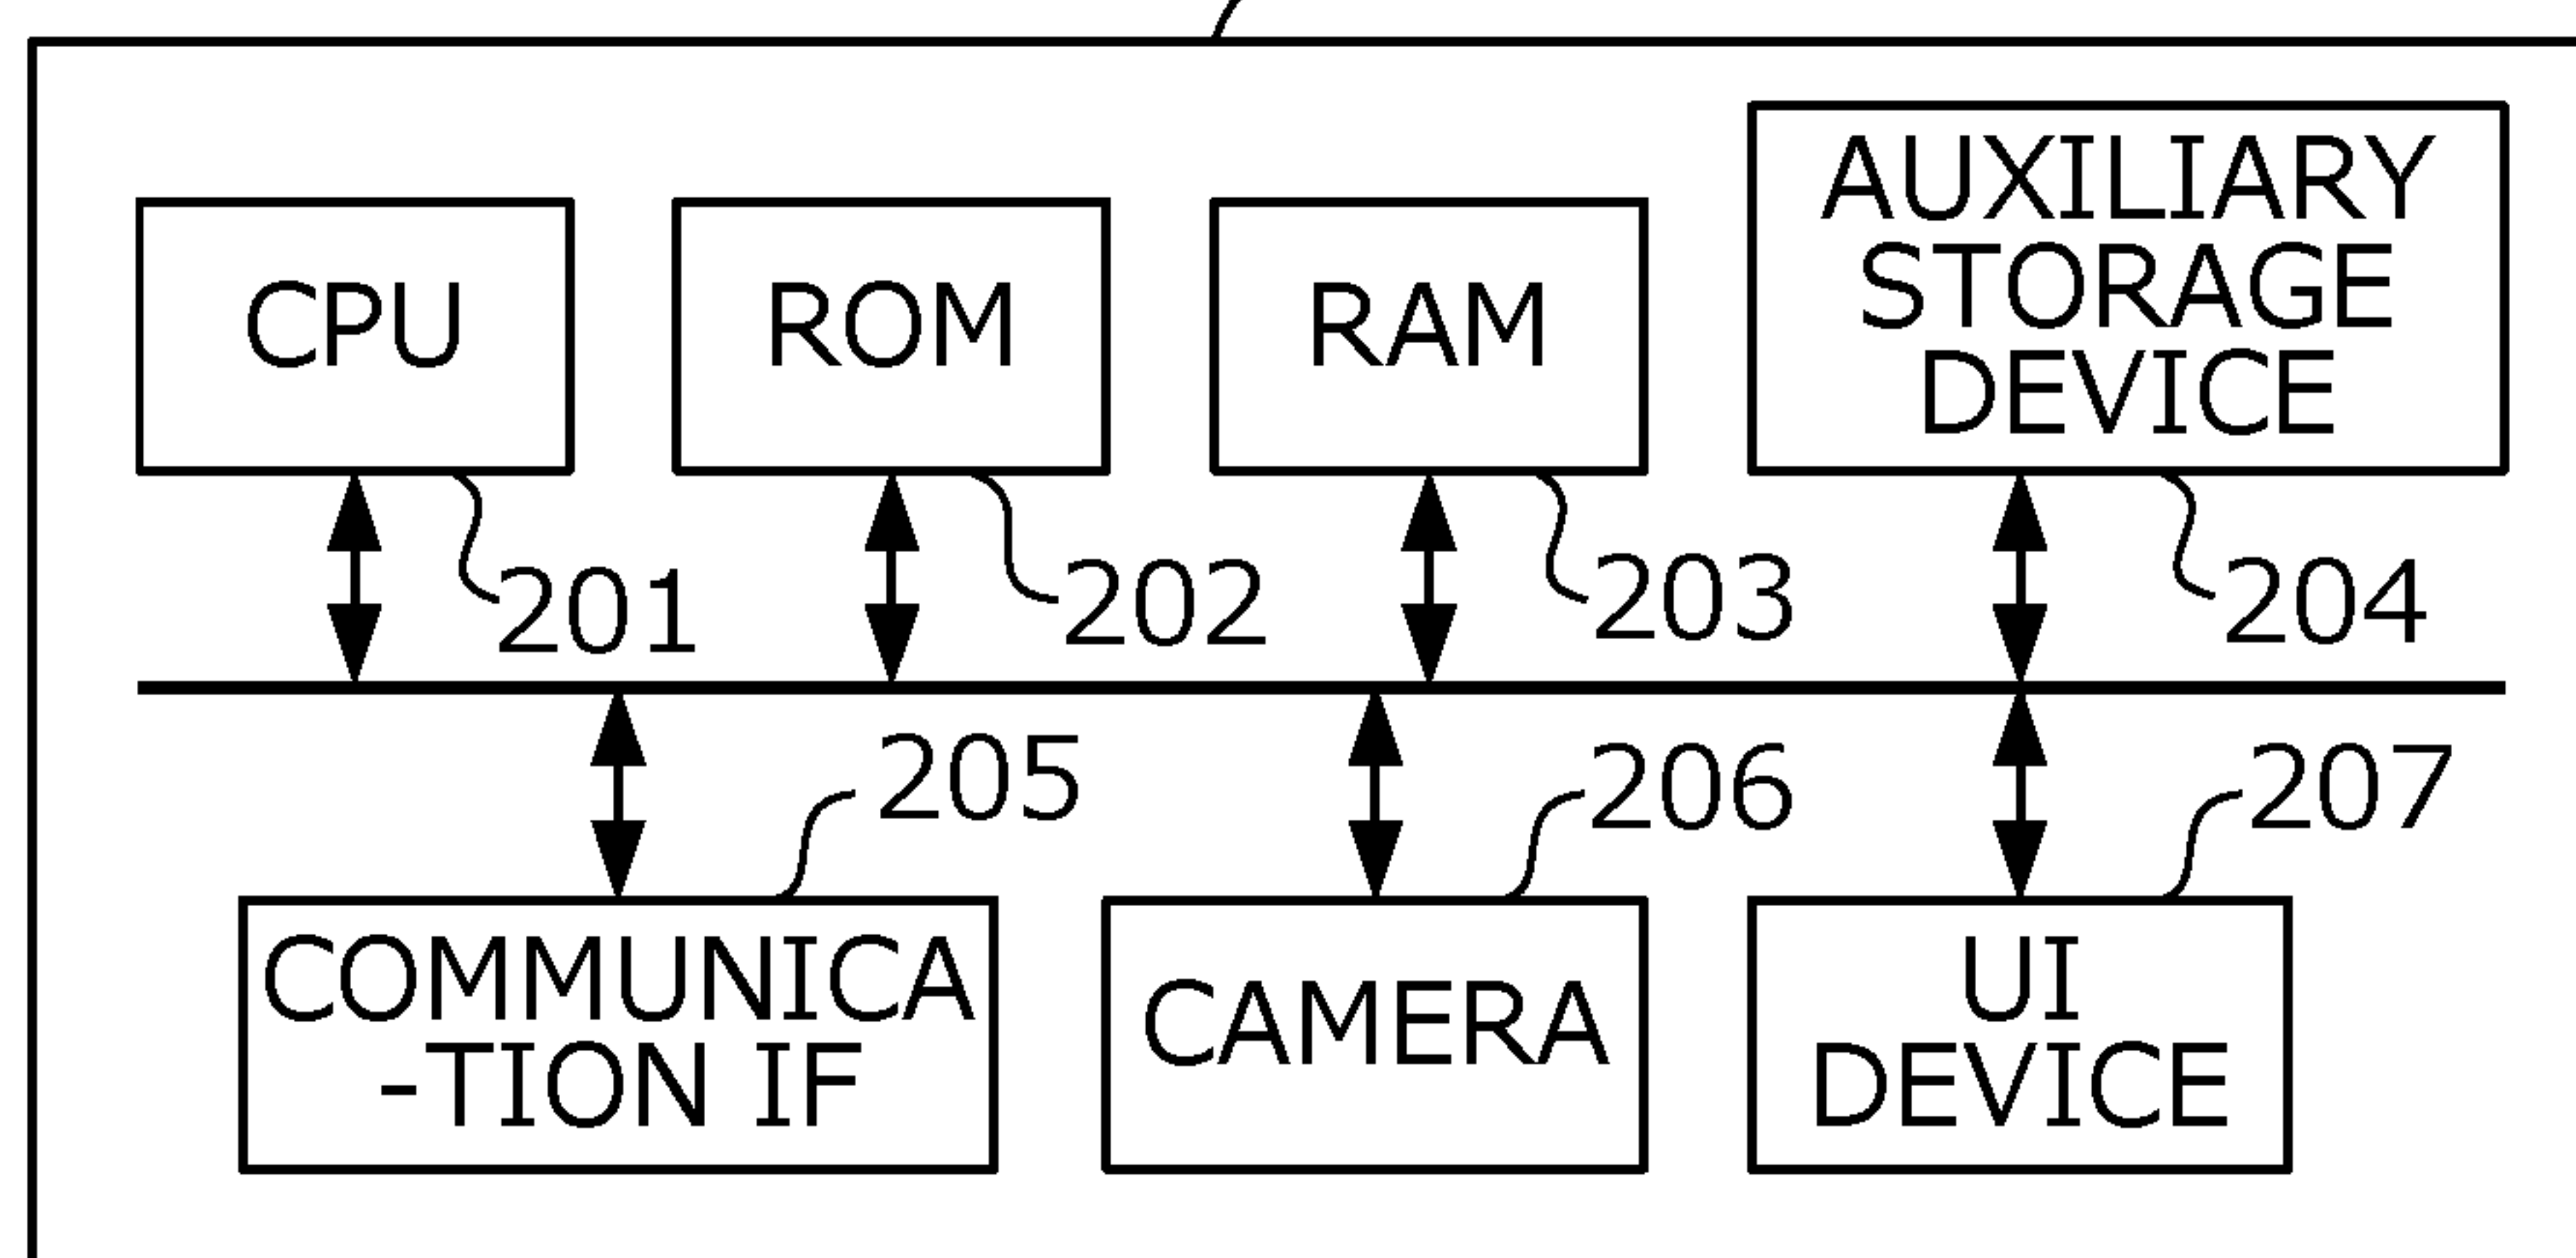 CPU
ROM
RAM
AUXILIARY
STORAGE
DEVICE
201
202
203
204
205
206
207
COMMUNICA
-TION IF
CAMERA
UI
DEVICE